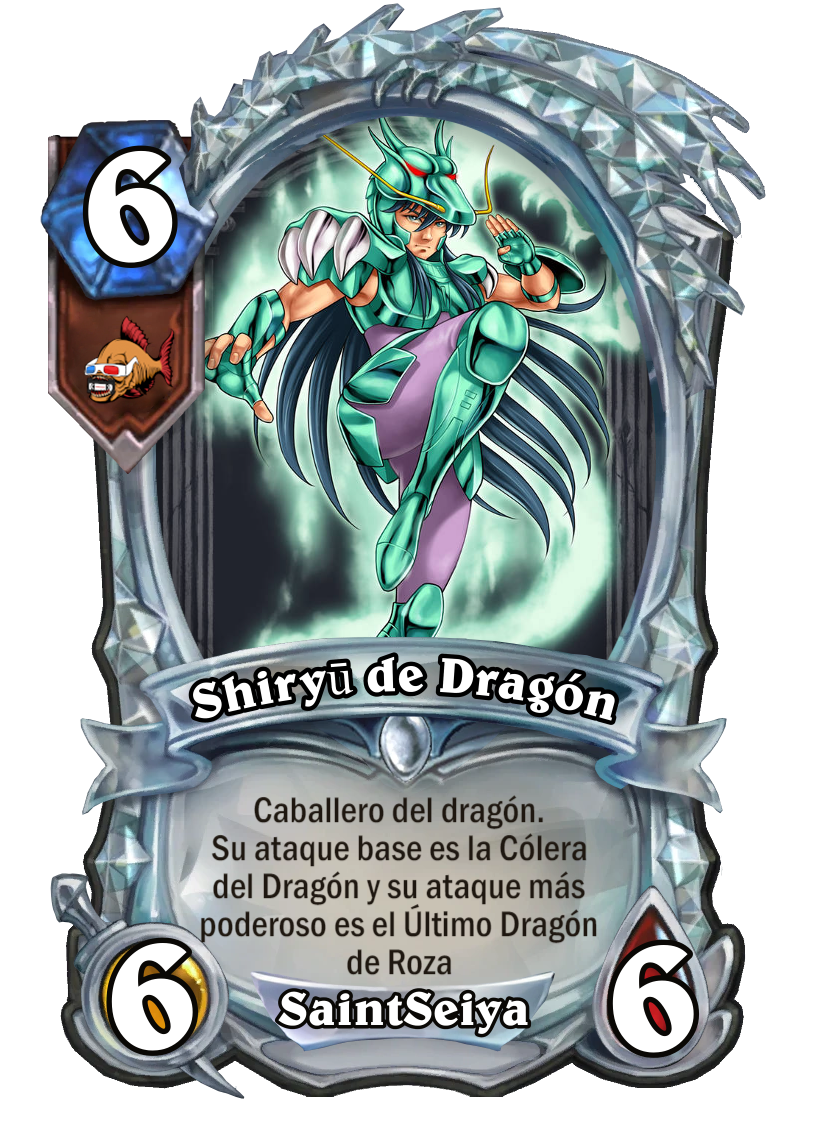 6
Shiryū de Dragón
Caballero del dragón.
Su ataque base es la Cólera
del Dragón y su ataque más
poderoso es el Último Dragón
de Roza
SaintSeiya
6
6